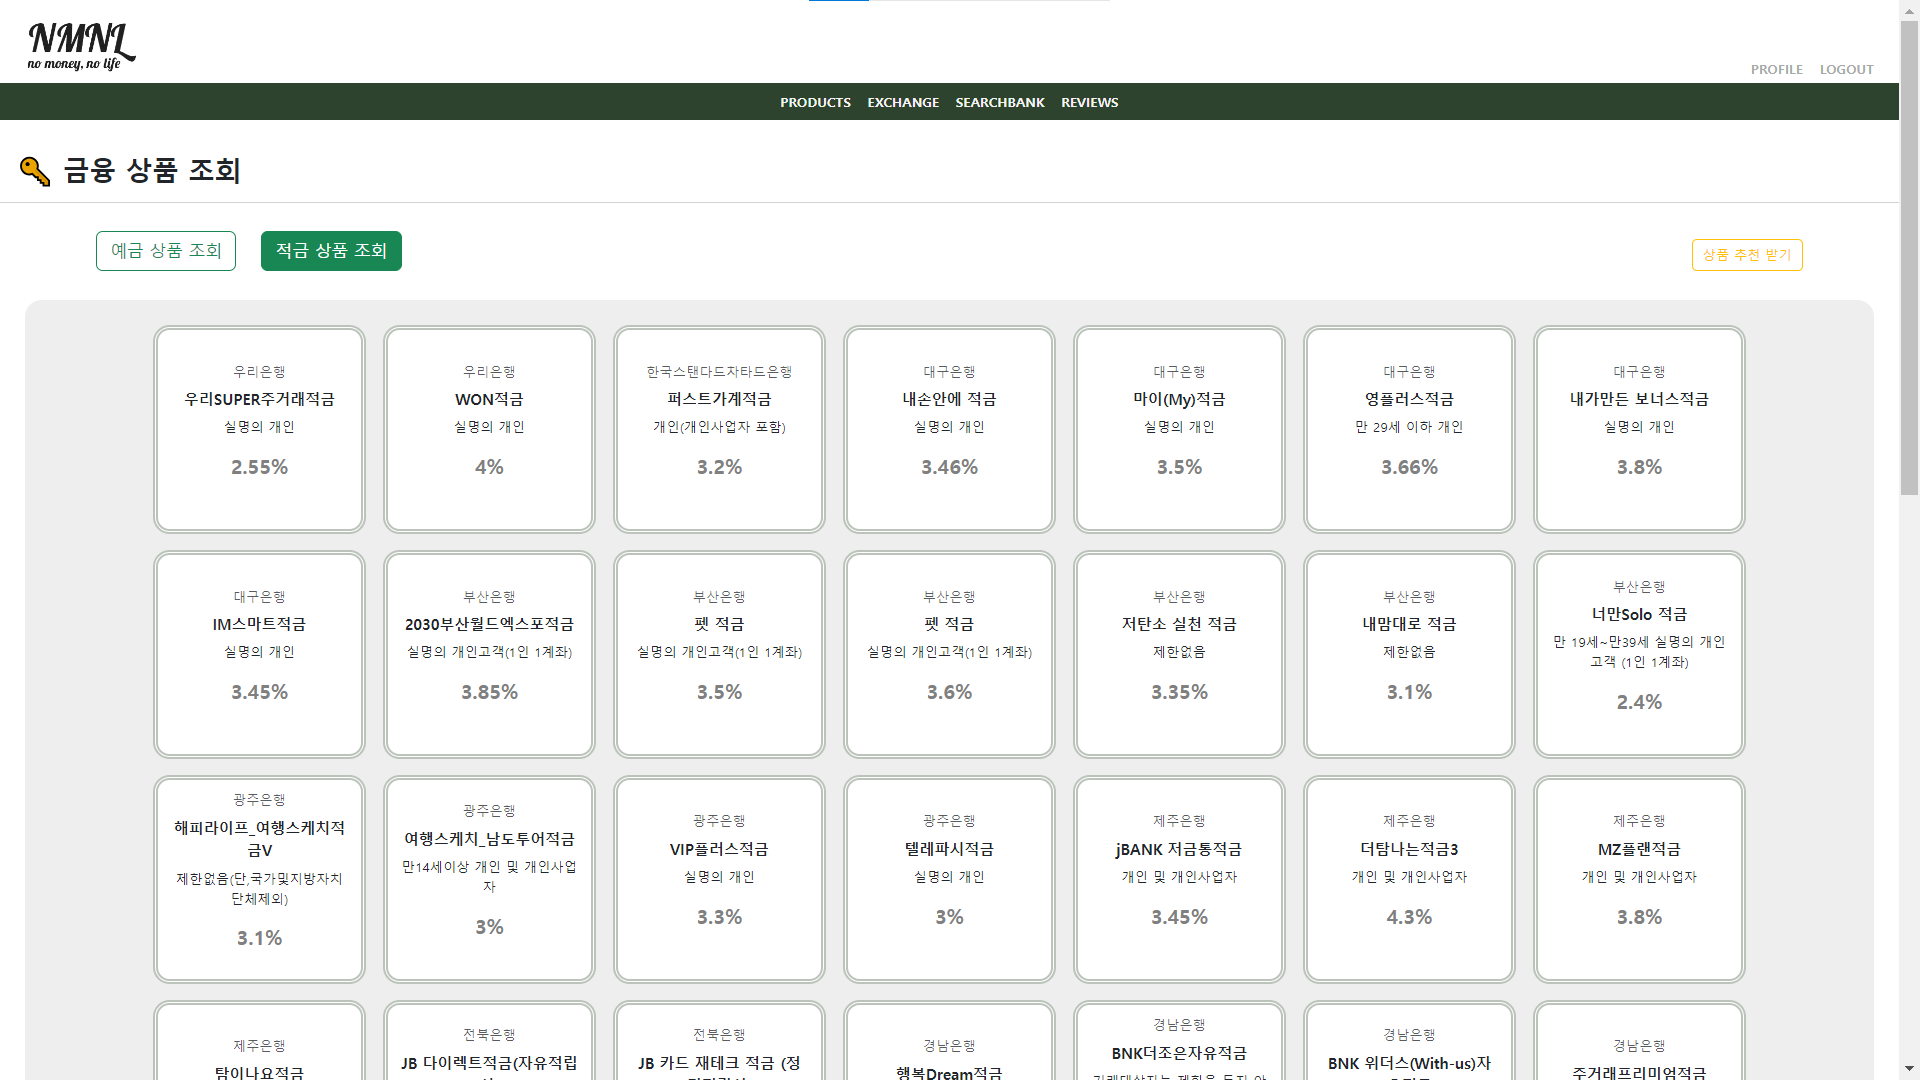 NMNL
no money, no life
PROFILE LOGOUT
PRODUCTS EXCHANGE SEARCHBANK REVIEWS
금융 상품 조회
예금 상품 조회
적금 상품 조회
상품 추천 받기
우리은행
우리SUPER주거래적금
실명의 개인
2.55%
우리은행
WON적금
실명의 개인
4%
한국스탠다드차타드은행
퍼스트가계적금
개인(개인사업자 포함)
3.2%
대구은행
내손안에 적금
실명의 개인
3.46%
대구은행
마이(My)적금
실명의 개인
3.5%
대구은행
영플러스적금
만 29세 이하 개인
3.66%
대구은행
내가만든 보너스적금
실명의 개인
3.8%
대구은행
IM스마트적금
실명의 개인
3.45%
부산은행
2030부산월드엑스포적금
실명의 개인고객(1인 1계좌)
3.85%
부산은행
펫 적금
실명의 개인고객(1인 1계좌)
3.5%
부산은행
펫 적금
실명의 개인고객(1인 1계좌)
3.6%
부산은행
저탄소 실천 적금
제한없음
3.35%
부산은행
내맘대로 적금
제한없음
3.1%
부산은행
너만Solo 적금
만 19세~만39세 실명의 개인
고객 (1인 1계좌)
2.4%
광주은행
해피라이프_여행스케치적
금V
제한없음(단,국가및지방자치
단체제외)
3.1%
광주은행
여행스케치_남도투어적금
만14세이상 개인 및 개인사업
자
3%
광주은행
VIP플러스적금
실명의 개인
3.3%
광주은행
텔레파시적금
실명의 개인
3%
제주은행
jBANK 저금통적금
개인 및 개인사업자
3.45%
제주은행
더탐나는적금3
개인 및 개인사업자
4.3%
제주은행
MZ플랜적금
개인 및 개인사업자
3.8%
제주은행
탐이나요적금
전북은행
JB 다이렉트적금(자유적립
전북은행
JB 카드 재테크 적금 (정
경남은행
행복Dream적금
경남은행
BNK더조은자유적금
경남은행
BNK 위더스(With-us)자
경남은행
주거래프리미엄적금